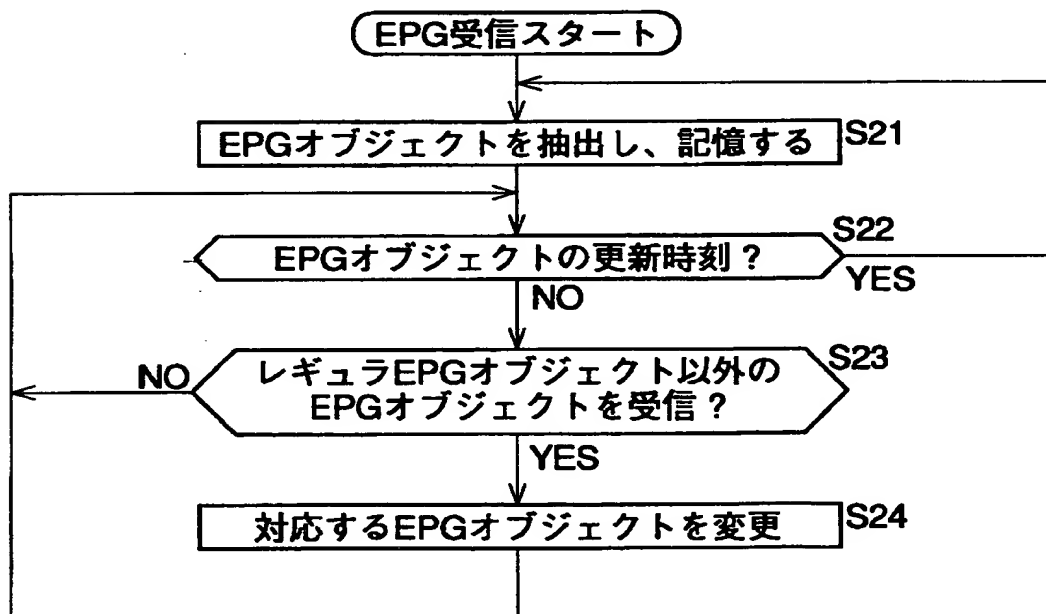 EPG受信スタート
EPGオブジェクトを抽出し、記憶する
S21
EPGオブジェクトの更新時刻？
S22
YES
NO
レギュラEPGオブジェクト以外の
EPGオブジェクトを受信？
S23
NO
YES
対応するEPGオブジェクトを変更
S24